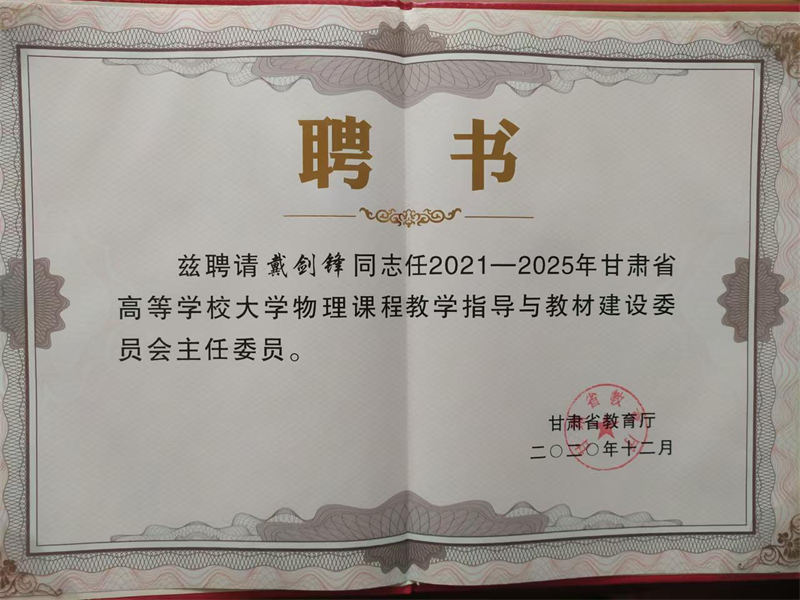 聘书
兹聘请戴剑锋同志任2021—2025年甘肃省
高等学校大学物理课程教学指导与教材建设委
员会主任委员。
甘肃省教育厅
二〇二〇年十二月